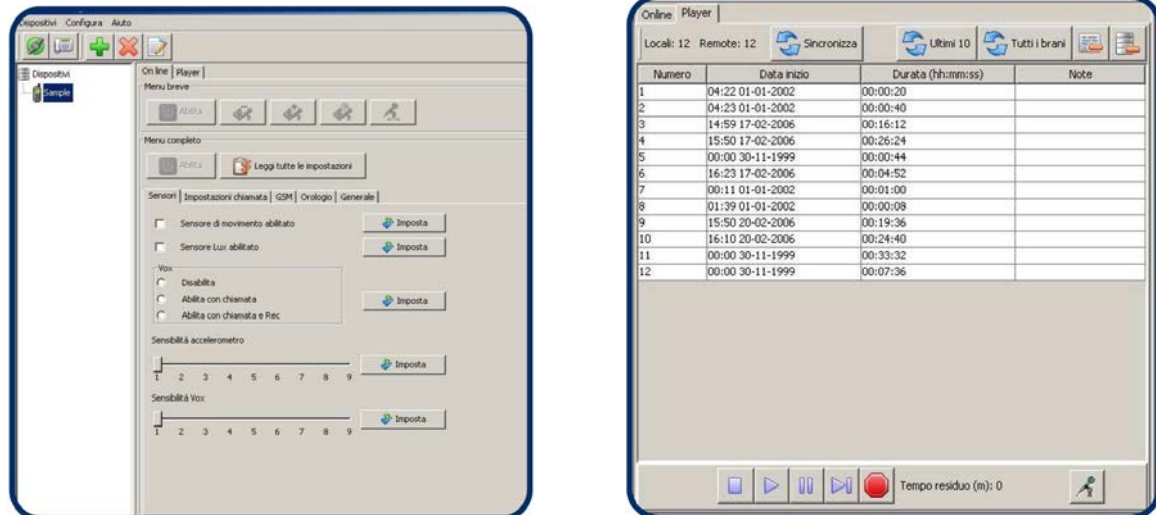 Dispositivi Configura Aiuto
Dispositivi
Sample
On line Player
Menu breve
Abilita
Menu completo
Abilita Leggi tutte le impostazioni
Sensori Impostazioni chiamata GSM Orologio Generale
Sensore di movimento abilitato Imposta
Sensore Lux abilitato Imposta
Vox
Disabilita
Abilita con chiamata Imposta
Abilita con chiamata e Rec
Sensibilità accelerometro
Imposta
1 2 3 4 5 6 7 8 9
Sensibilità Vox
Imposta
1 2 3 4 5 6 7 8 9
Online Player
Locali: 12 Remote: 12 Sincronizza Ultimi 10 Tutti i brani
Numero Data inizio Durata (hh:mm:ss) Note
1 04:22 01-01-2002 00:00:20
2 04:23 01-01-2002 00:00:40
3 14:59 17-02-2006 00:16:12
4 15:50 17-02-2006 00:26:24
5 00:00 30-11-1999 00:00:44
6 16:23 17-02-2006 00:04:52
7 00:11 01-01-2002 00:01:00
8 01:39 01-01-2002 00:00:08
9 15:50 20-02-2006 00:19:36
10 16:10 20-02-2006 00:24:40
11 00:00 30-11-1999 00:33:32
12 00:00 30-11-1999 00:07:36
Tempo residuo (m): 0